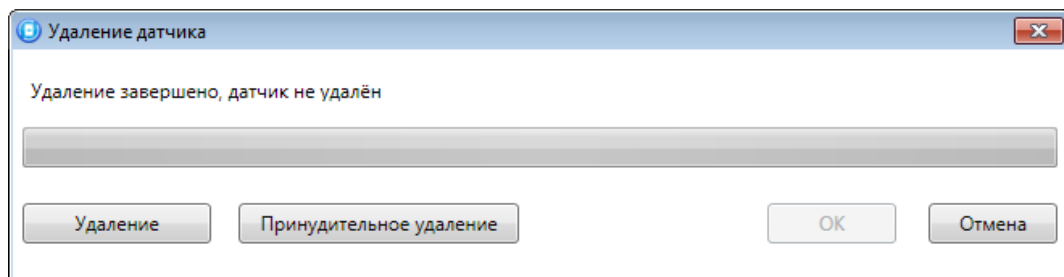 Удаление датчика
Удаление завершено, датчик не удалён
Удаление Принудительное удаление OK Отмена